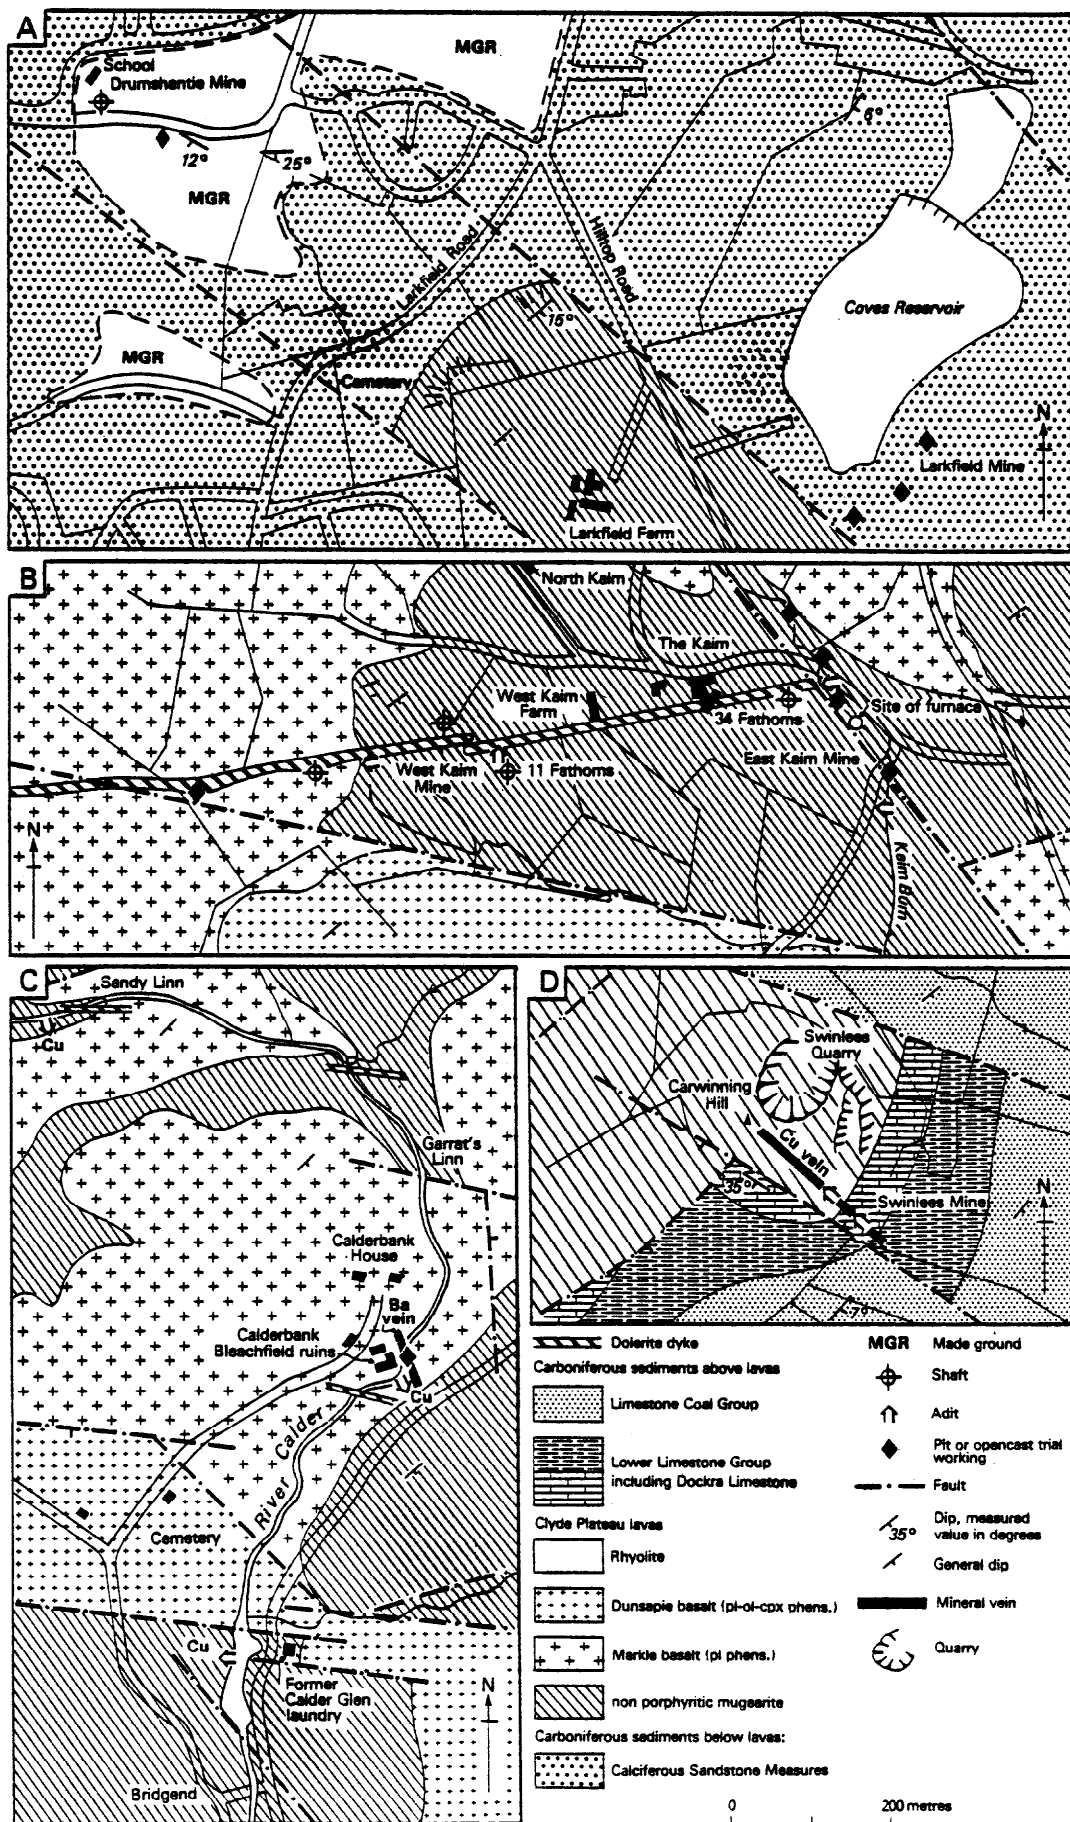 A
School
Drumshantie Mine
MGR
12°
25°
MGR
6°
Larkfield Road
Hilltop Road
15°
Coves Reservoir
MGR
Cemetery
N
Larkfield Mine
Larkfield Farm
B
North Kaim
The Kaim
West Kaim
Farm
34 Fathoms
Site of furnace
West Kaim
Mine
11 Fathoms
East Kaim Mine
N
Kaim Burn
C
Sandy Linn
Cu
Garrat's
Linn
Calderbank
House
Ba
vein
Calderbank
Bleachfield ruins
Cu
River Calder
Cemetery
Cu
Former
Calder Glen
laundry
N
Bridgend
D
Swinlees
Quarry
Carwinning
Hill
Cu vein
35°
N
Swinlees Mine
7°
Dolerite dyke
Carboniferous sediments above lavas
Limestone Coal Group
Lower Limestone Group
including Dockra Limestone
Clyde Plateau lavas
Rhyolite
Dunsapie basalt (pl-ol-cpx phens.)
Markle basalt (pl phens.)
non porphyritic mugearite
Carboniferous sediments below lavas:
Calciferous Sandstone Measures
MGR Made ground
Shaft
Adit
Pit or opencast trial
working
Fault
35° Dip, measured
value in degrees
General dip
Mineral vein
Quarry
0 200 metres